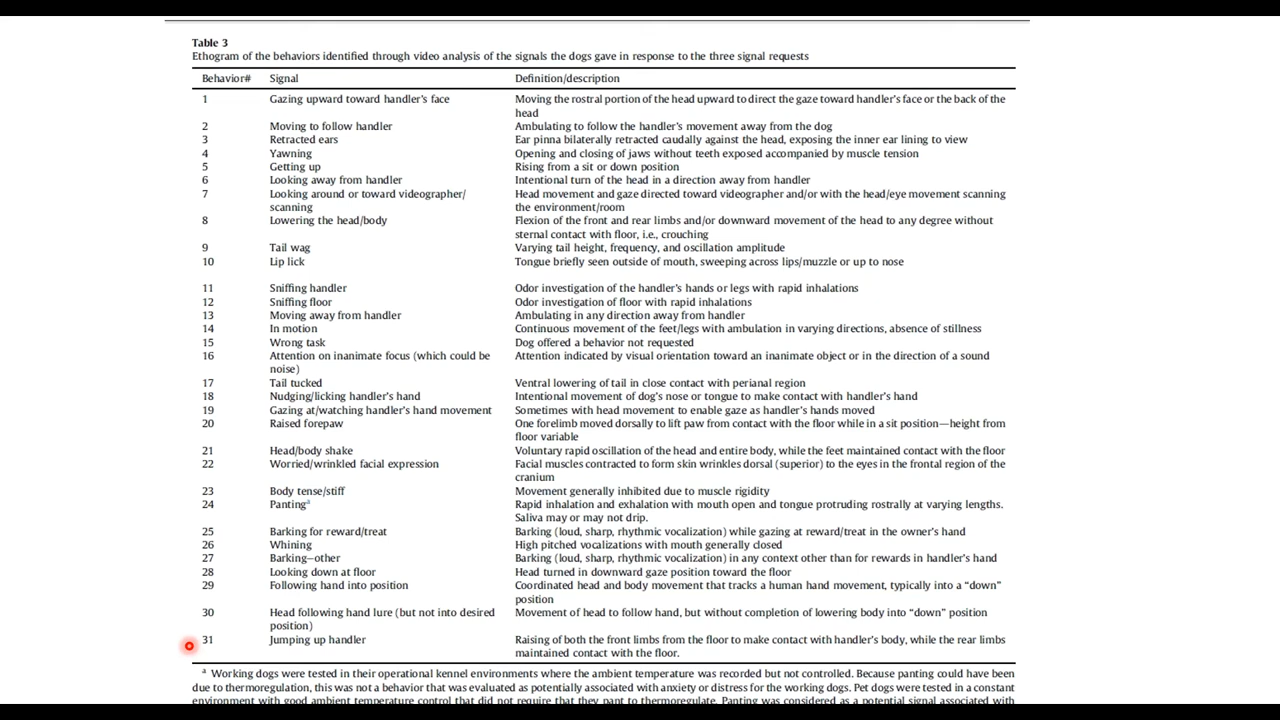 Table 3
Ethogram of the behaviors identified through video analysis of the signals the dogs gave in response to the three signal requests
Behavior# Signal Definition/description
1 Gazing upward toward handler's face Moving the rostral portion of the head upward to direct the gaze toward handler's face or the back of the
head
2 Moving to follow handler Ambulating to follow the handler's movement away from the dog
3 Retracted ears Ear pinna bilaterally retracted caudally against the head, exposing the inner ear lining to view
4 Yawning Opening and closing of jaws without teeth exposed accompanied by muscle tension
5 Getting up Rising from a sit or down position
6 Looking away from handler Intentional turn of the head in a direction away from handler
7 Looking around or toward videographer/ Head movement and gaze directed toward videographer and/or with the head/eye movement scanning
scanning the environment/room
8 Lowering the head/body Flexion of the front and rear limbs and/or downward movement of the head to any degree without
sternal contact with floor, i.e., crouching
9 Tail wag Varying tail height, frequency, and oscillation amplitude
10 Lip lick Tongue briefly seen outside of mouth, sweeping across lips/muzzle or up to nose
11 Sniffing handler Odor investigation of the handler's hands or legs with rapid inhalations
12 Sniffing floor Odor investigation of floor with rapid inhalations
13 Moving away from handler Ambulating in any direction away from handler
14 In motion Continuous movement of the feet/legs with ambulation in varying directions, absence of stillness
15 Wrong task Dog offered a behavior not requested
16 Attention on inanimate focus (which could be Attention indicated by visual orientation toward an inanimate object or in the direction of a sound
noise)
17 Tail tucked Ventral lowering of tail in close contact with perianal region
18 Nudging/licking handler's hand Intentional movement of dog's nose or tongue to make contact with handler's hand
19 Gazing at/watching handler's hand movement Sometimes with head movement to enable gaze as handler's hands moved
20 Raised forepaw One forelimb moved dorsally to lift paw from contact with the floor while in a sit position—height from
floor variable
21 Head/body shake Voluntary rapid oscillation of the head and entire body, while the feet maintained contact with the floor
22 Worried/wrinkled facial expression Facial muscles contracted to form skin wrinkles dorsal (superior) to the eyes in the frontal region of the
cranium
23 Body tense/stiff Movement generally inhibited due to muscle rigidity
24 Panting^a Rapid inhalation and exhalation with mouth open and tongue protruding rostrally at varying lengths.
Saliva may or may not drip.
25 Barking for reward/treat Barking (loud, sharp, rhythmic vocalization) while gazing at reward/treat in the owner's hand
26 Whining High pitched vocalizations with mouth generally closed
27 Barking—other Barking (loud, sharp, rhythmic vocalization) in any context other than for rewards in handler's hand
28 Looking down at floor Head turned in downward gaze position toward the floor
29 Following hand into position Coordinated head and body movement that tracks a human hand movement, typically into a "down"
position
30 Head following hand lure (but not into desired Movement of head to follow hand, but without completion of lowering body into "down" position
position)
31 Jumping up handler Raising of both the front limbs from the floor to make contact with handler's body, while the rear limbs
maintained contact with the floor.
^a Working dogs were tested in their operational kennel environments where the ambient temperature was recorded but not controlled. Because panting could have been
due to thermoregulation, this was not a behavior that was evaluated as potentially associated with anxiety or distress for the working dogs. Pet dogs were tested in a constant
environment with good ambient temperature control that did not require that they pant to thermoregulate. Panting was considered as a potential signal associated with